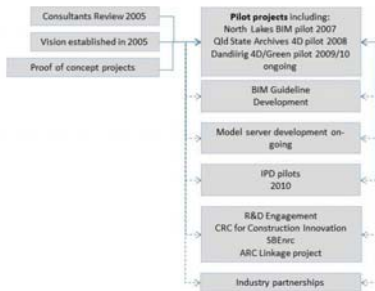 Consultants Review 2005
Vision established in 2005
Proof of concept projects
Pilot projects including:
North Lakes BIM pilot 2007
Qld State Archives 4D pilot 2008
Dandiirig 4D/Green pilot 2009/10
ongoing
BIM Guideline
Development
Model server development on-
going
IPD pilots
2010
R&D Engagement
CRC for Construction Innovation
SBEnrc
ARC Linkage project
Industry partnerships